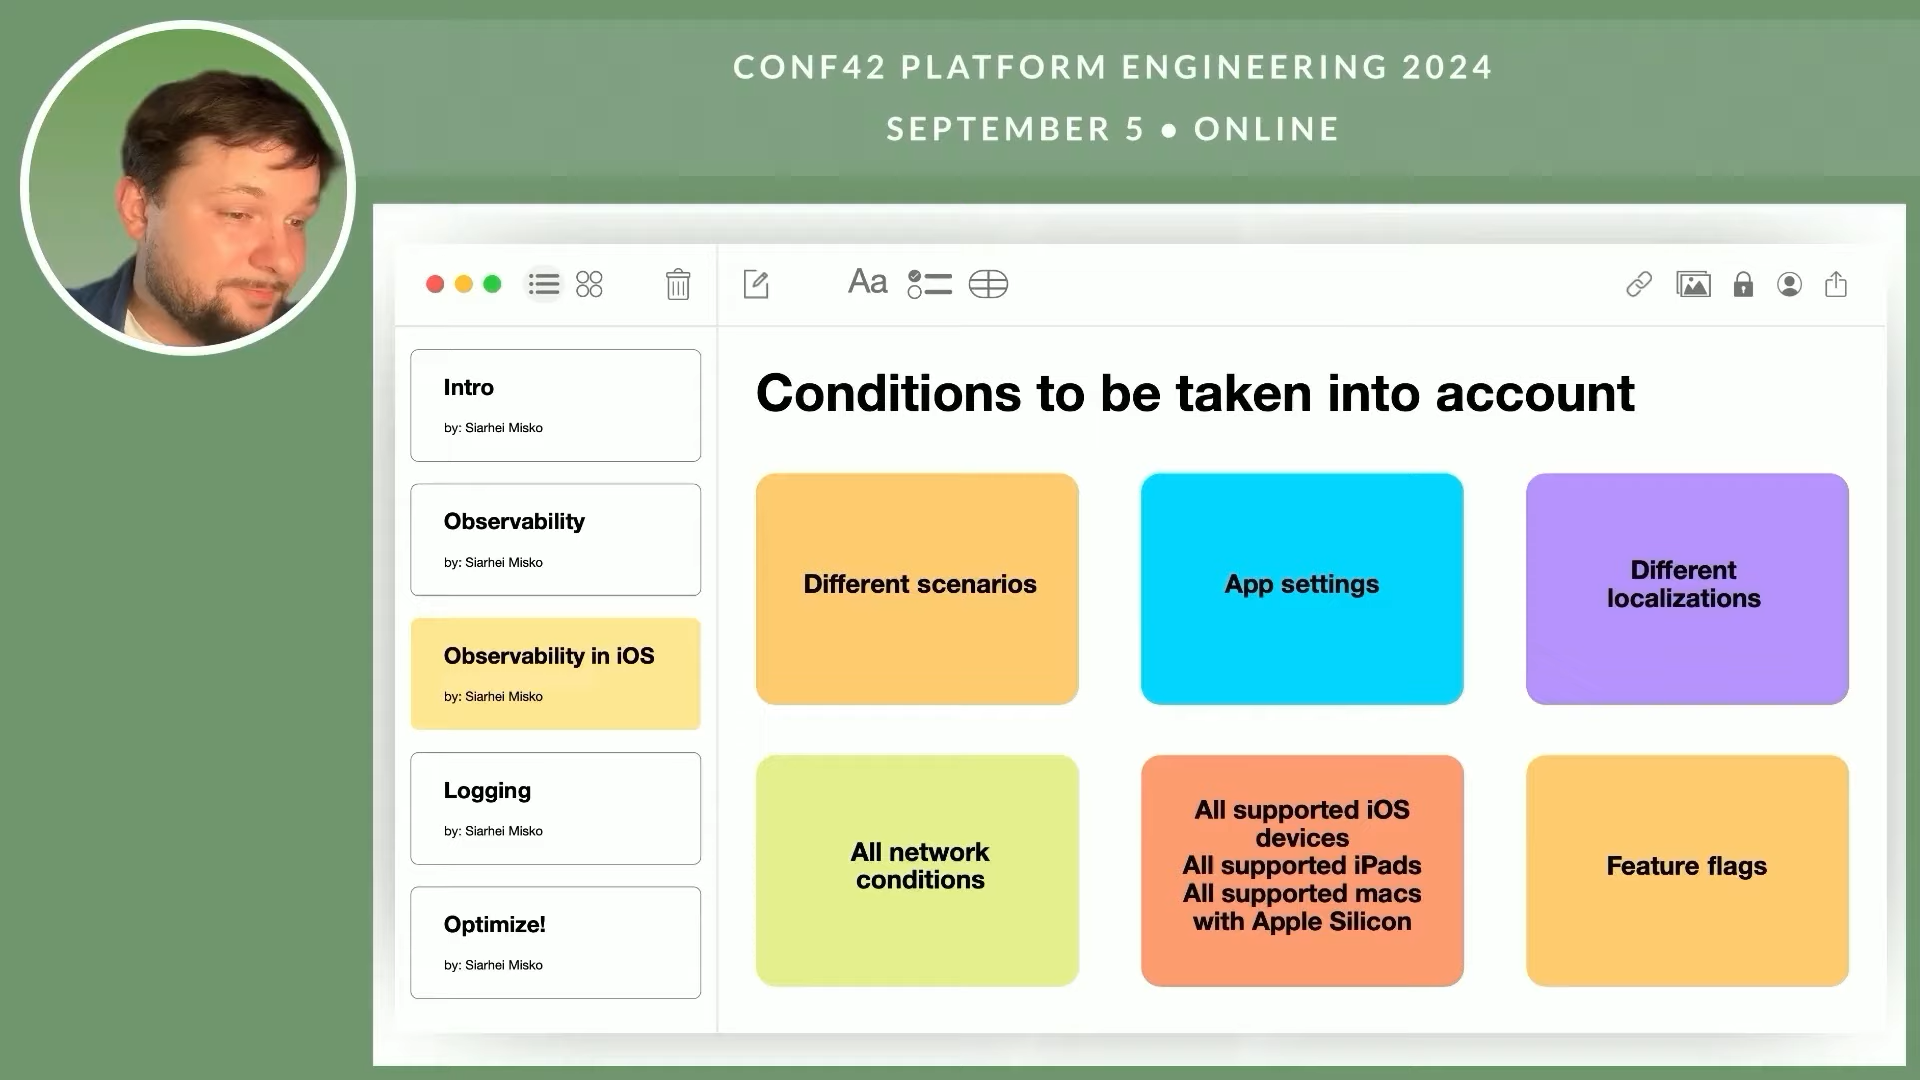 CONF42 PLATFORM ENGINEERING 2024
SEPTEMBER 5 • ONLINE
Aa
Intro
by: Siarhei Misko
Observability
by: Siarhei Misko
Observability in iOS
by: Siarhei Misko
Logging
by: Siarhei Misko
Optimize!
by: Siarhei Misko
Conditions to be taken into account
Different scenarios
App settings
Different
localizations
All network
conditions
All supported iOS
devices
All supported iPads
All supported macs
with Apple Silicon
Feature flags